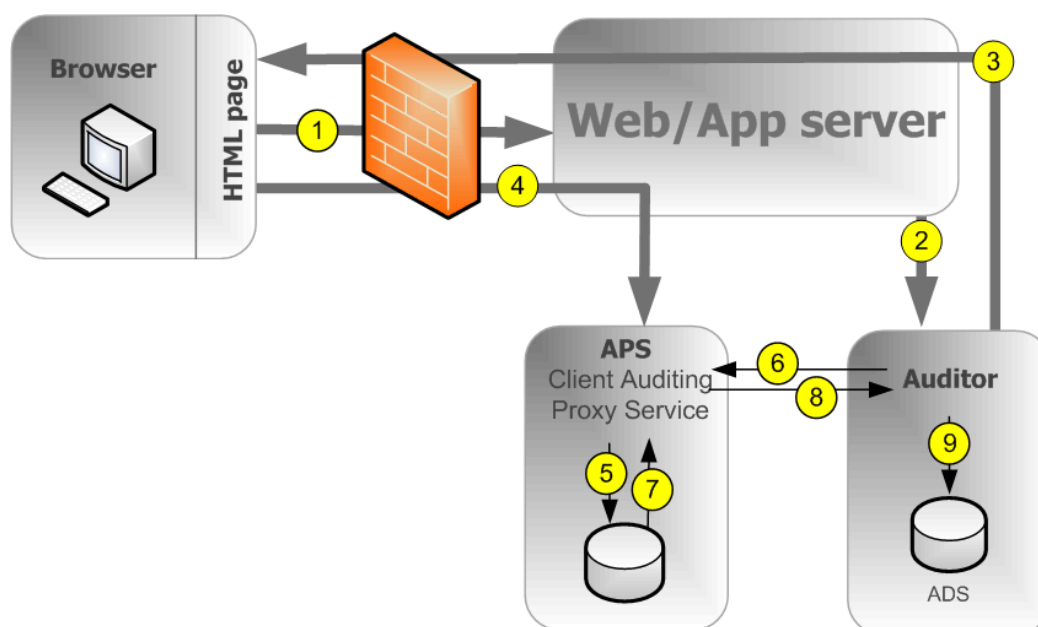 Browser
HTML page
1
Web/App server
3
4
2
APS
Client Auditing
Proxy Service
6
8
Auditor
5
7
9
ADS